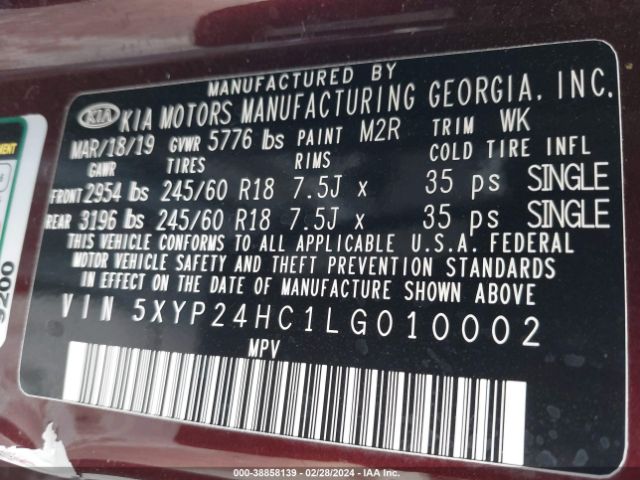 MANUFACTURED BY
KIA KIA MOTORS MANUFACTURING GEORGIA, INC.
MAR/18/19 GVWR 5776 lbs PAINT M2R TRIM WK
GAWR TIRES RIMS COLD TIRE INFL
FRONT 2954 lbs 245/60 R18 7.5J x 35 ps SINGLE
REAR 3196 lbs 245/60 R18 7.5J x 35 ps SINGLE
THIS VEHICLE CONFORMS TO ALL APPLICABLE U.S.A. FEDERAL
MOTOR VEHICLE SAFETY AND THEFT PREVENTION STANDARDS
IN EFFECT ON THE DATE OF MANUFACTURE SHOWN ABOVE
VIN 5XYP24HC1LG010002
MPV
9200
000-38858139 - 02/28/2024 - IAA Inc.